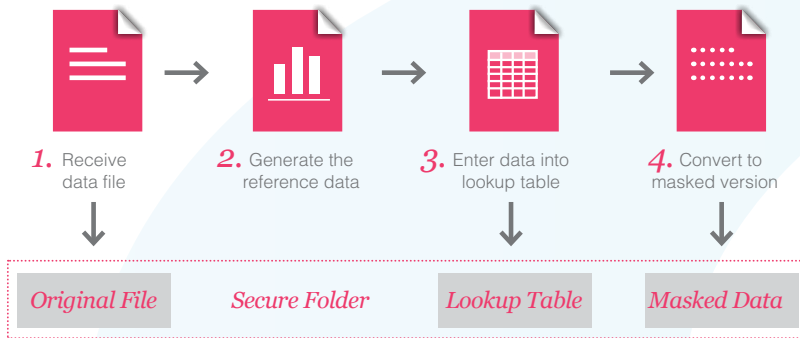 1. Receive
data file
2. Generate the
reference data
3. Enter data into
lookup table
4. Convert to
masked version
Original File
Secure Folder
Lookup Table
Masked Data